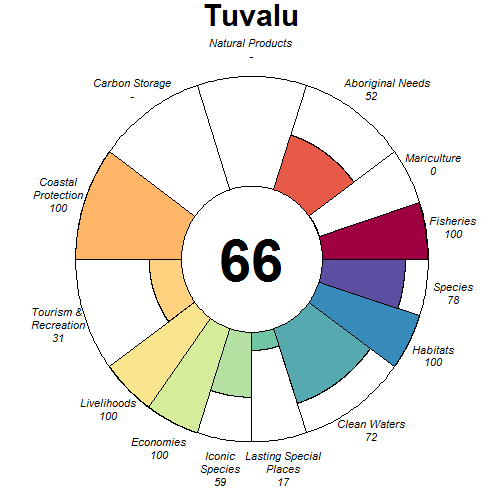 Tuvalu
Natural Products
-
Carbon Storage
-
Aboriginal Needs
52
Mariculture
0
Coastal
Protection
100
Fisheries
100
66
Species
78
Tourism &
Recreation
31
Habitats
100
Livelihoods
100
Clean Waters
72
Economies
100
Iconic
Species
59
Lasting Special
Places
17